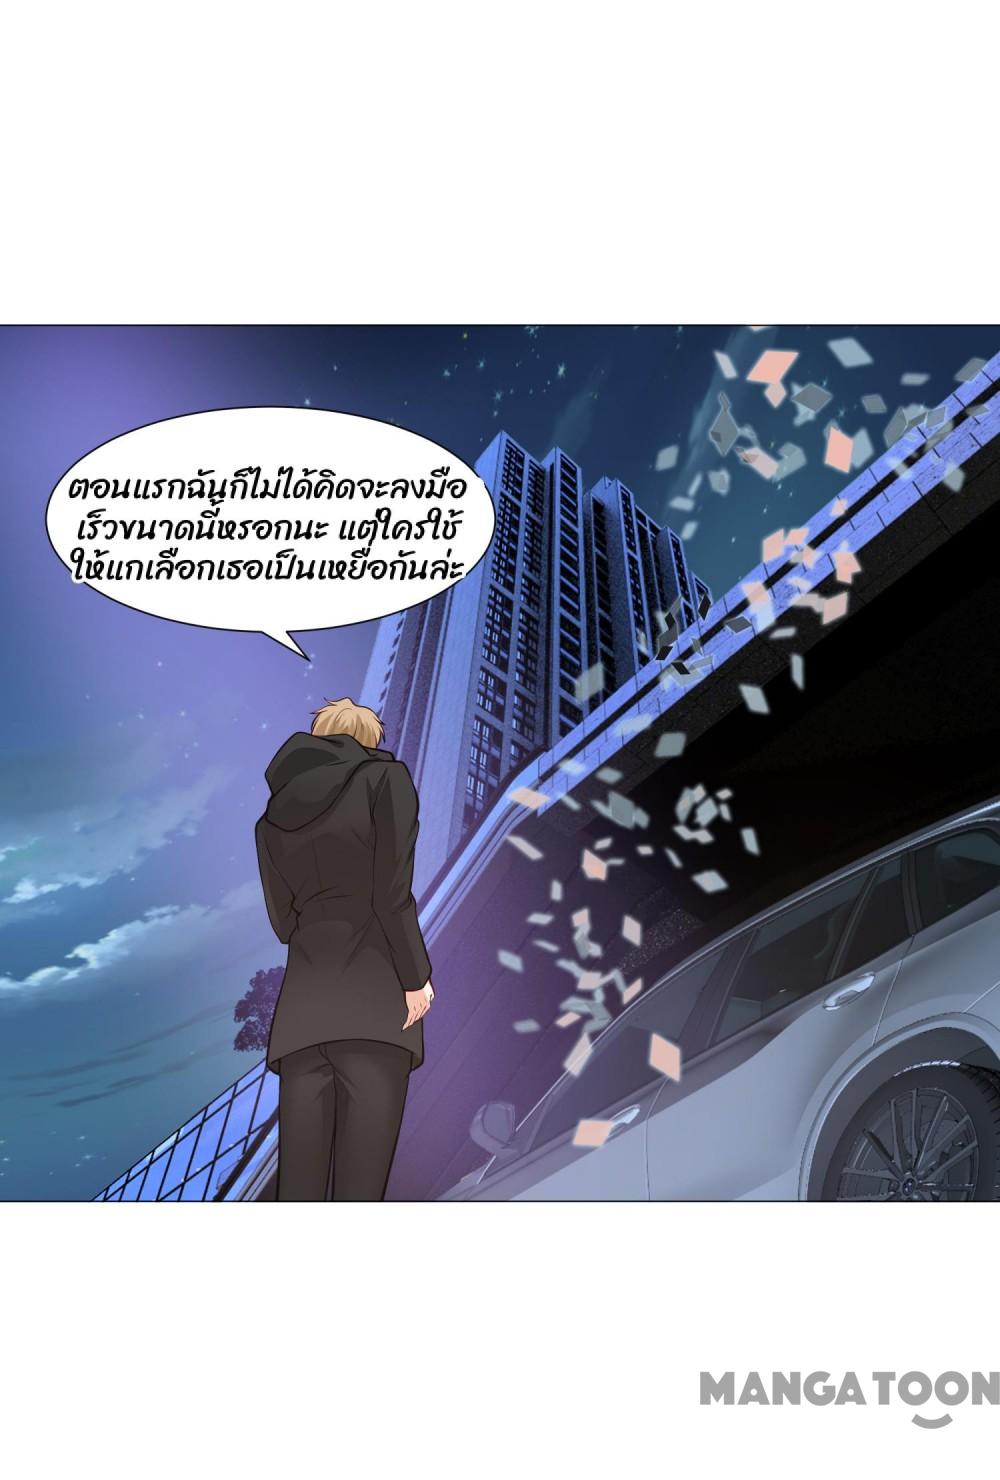 ตอนแรกฉันก็ไม่ได้คิดจะลงมือ
เร็วขนาดนี้หรอกนะ แต่ใครใช้
ให้แกเลือกเธอเป็นเหยื่อกันล่ะ
MANGATOON